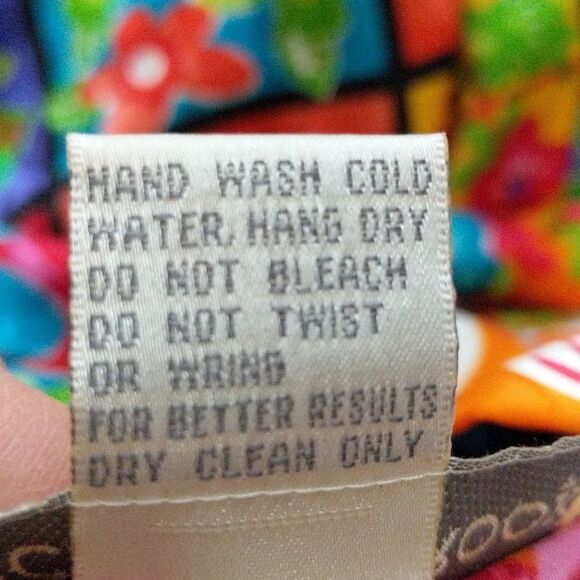 HAND WASH COLD
WATER. HANG DRY
DO NOT BLEACH
DO NOT TWIST
OR WRING
FOR BETTER RESULTS
DRY CLEAN ONLY